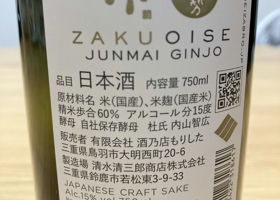 ZAKU OISE
JUNMAI GINJO
品目 日本酒 内容量 750ml
原材料名 米(国産)、米麹(国産米)
精米歩合60% アルコール分15度
酵母 自社保存酵母 杜氏 内山智広
販売者 有限会社 酒乃店もりした
三重県鳥羽市大明西町20-6
製造場 清水清三郎商店株式会社
三重県鈴鹿市若松東3-9-33
JAPANESE CRAFT SAKE
Alc.15% vol 750ml